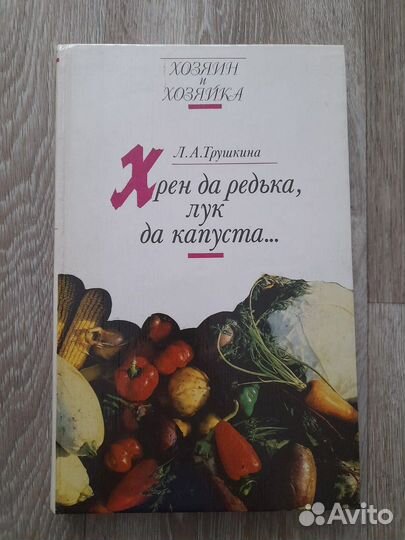 ХОЗЯИН
и
ХОЗЯЙКА
Л.А.Трушкина
Хрен да редька,
лук
да капуста...
Avito